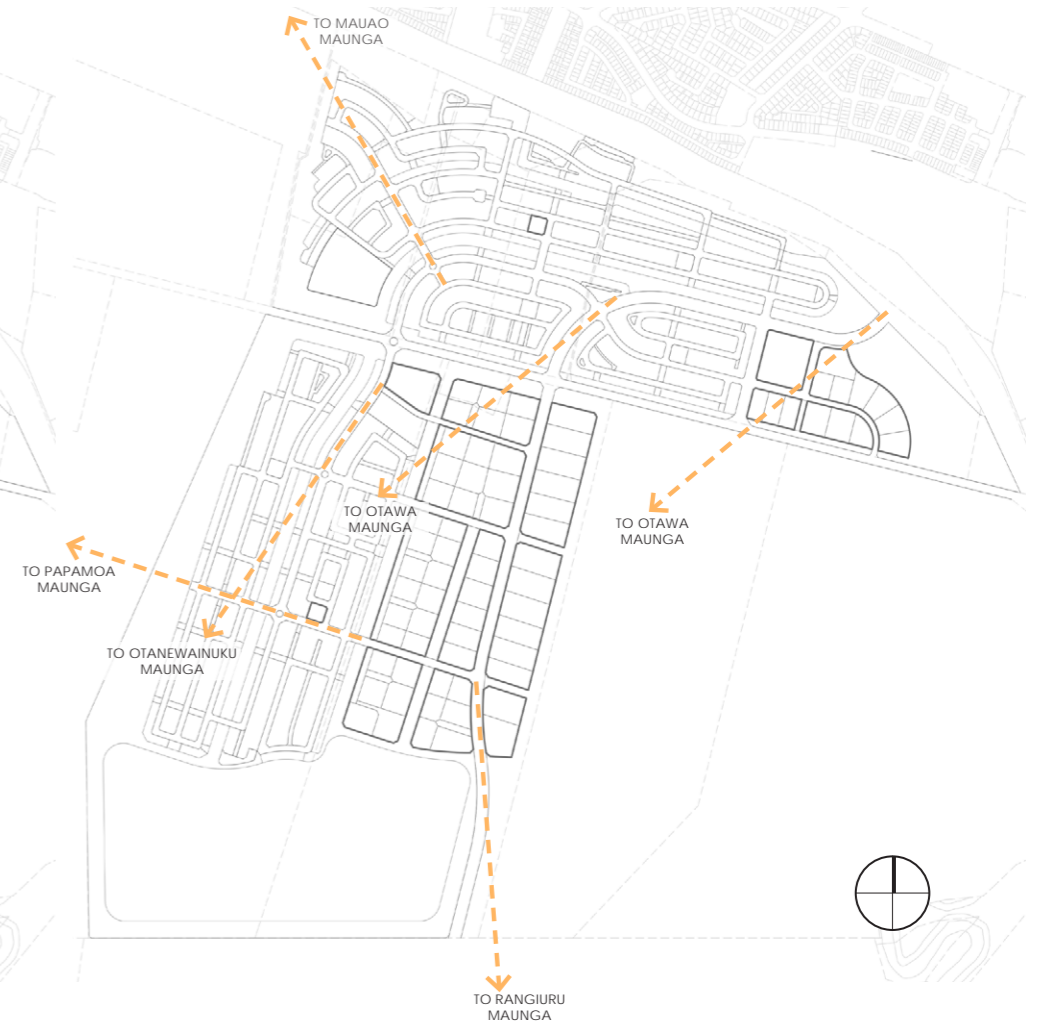 TO MAUAO
MAUNGA
TO OTAWA
MAUNGA
TO OTAWA
MAUNGA
TO PAPAMOA
MAUNGA
TO OTANEWAINUKU
MAUNGA
TO RANGIURU
MAUNGA